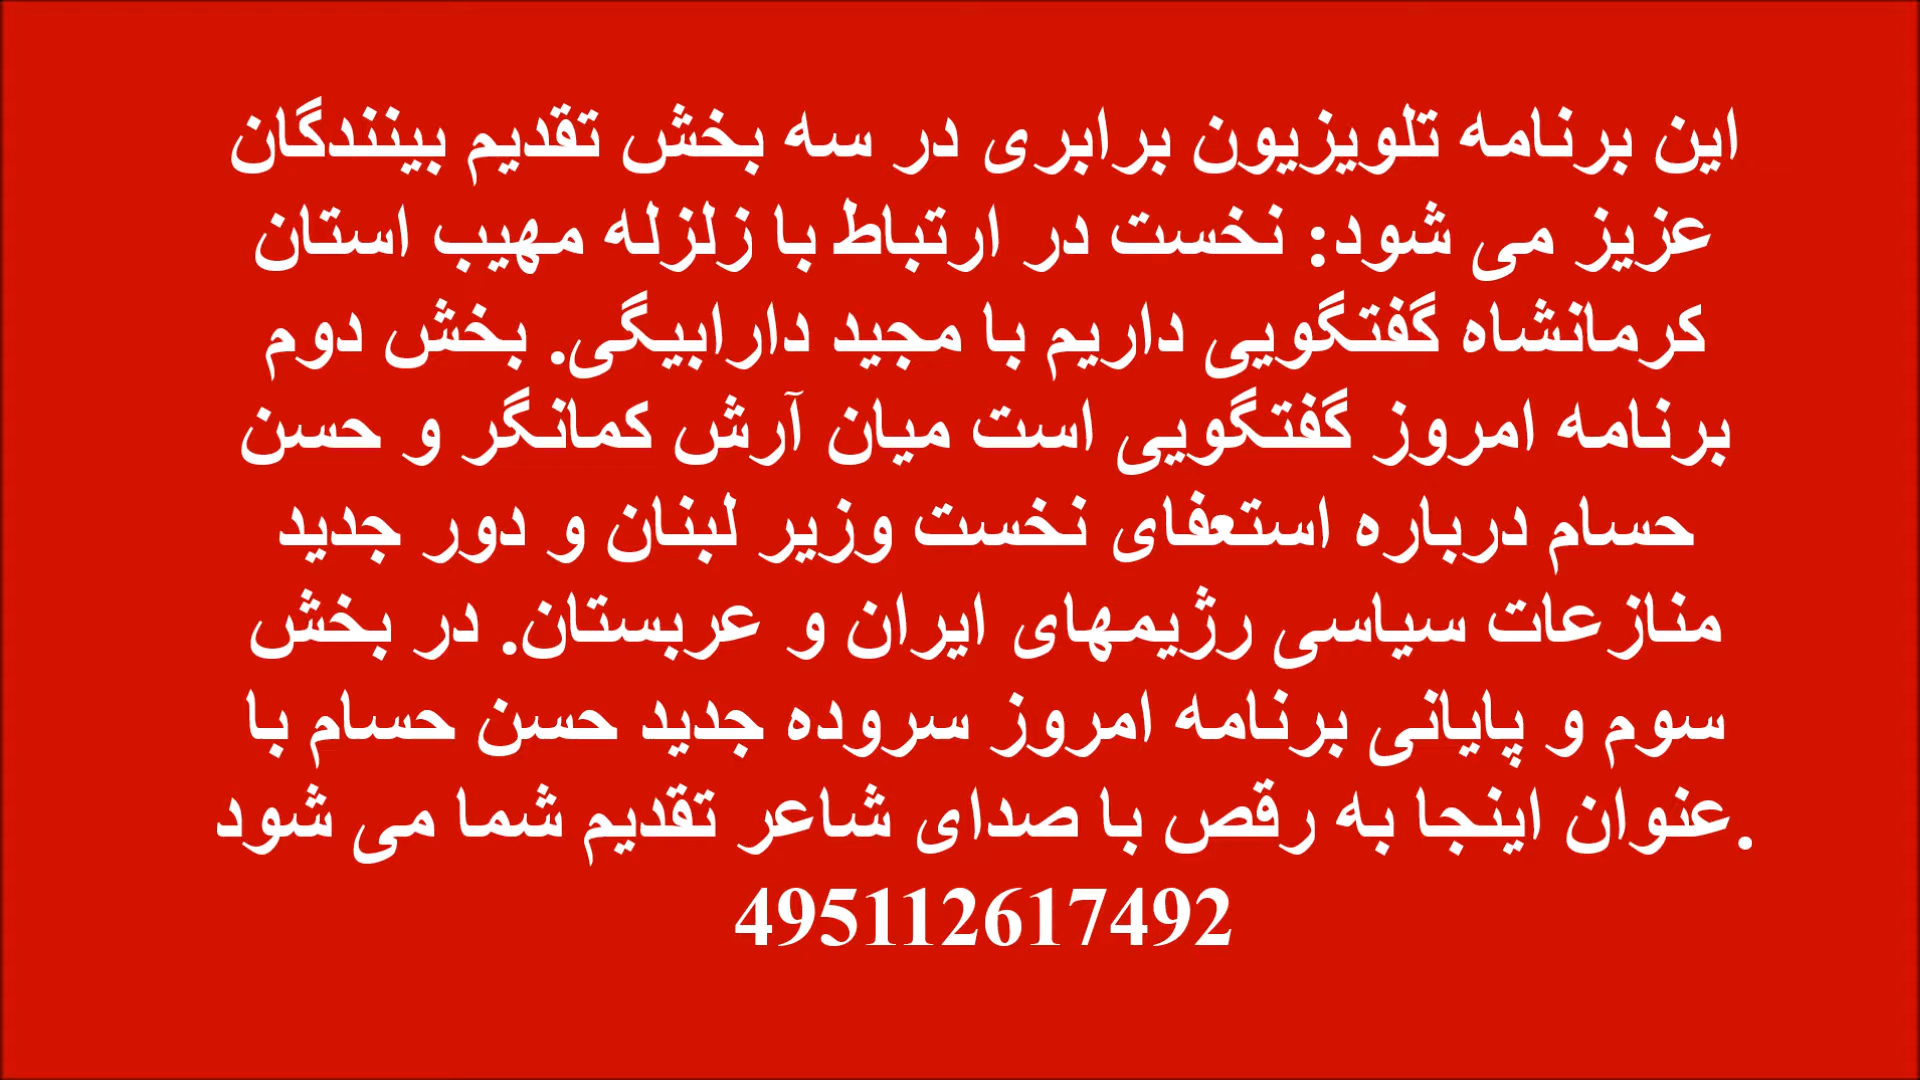 این برنامه تلویزیون برابری در سه بخش تقدیم بینندگان
عزیز می شود: نخست در ارتباط با زلزله مهیب استان
کرمانشاه گفتگویی داریم با مجید دارابیگی. بخش دوم
برنامه امروز گفتگویی است میان آرش کمانگر و حسن
حسام درباره استعفای نخست وزیر لبنان و دور جدید
منازعات سیاسی رژیمهای ایران و عربستان. در بخش
سوم و پایانی برنامه امروز سروده جدید حسن حسام با
.عنوان اینجا به رقص با صدای شاعر تقدیم شما می شود
495112617492